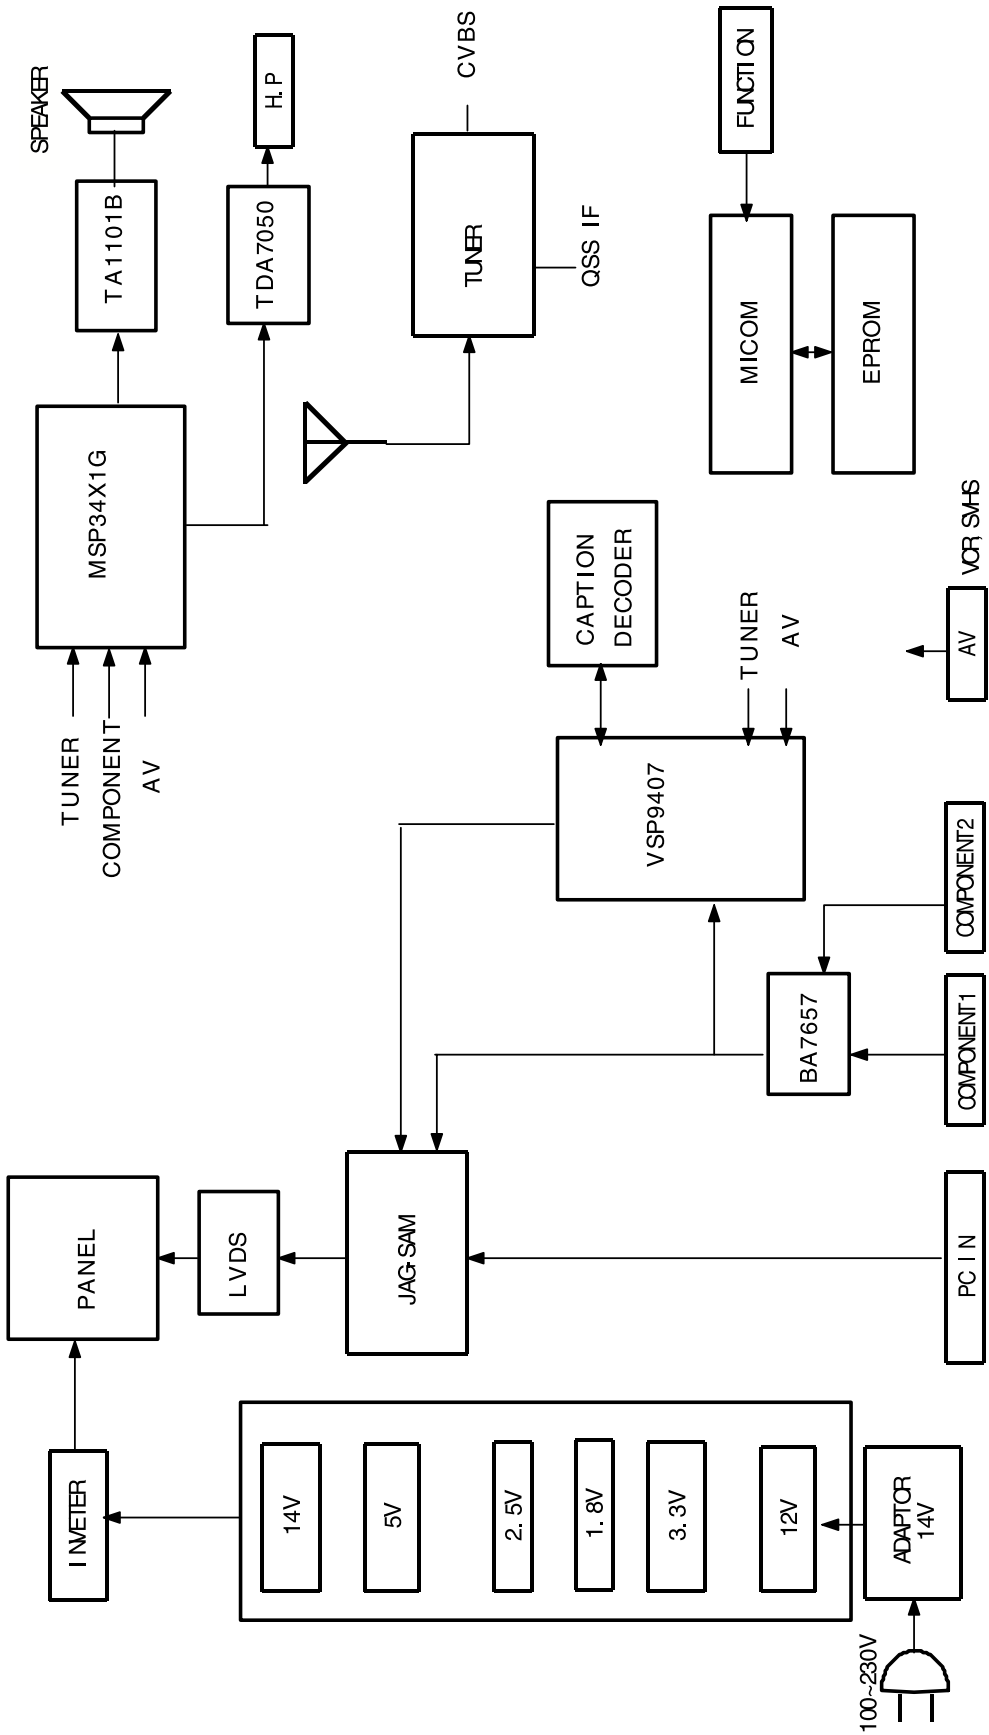 100~230V
ADAPTOR
14V
14V
5V
2. 5V
1. 8V
3. 3V
12V
INVETER
PANEL
LVDS
JAG-SAM
PC IN
COMPONENT1
COMPONENT2
BA7657
VSP9407
CAPTION
DECODER
TUNER
AV
AV
VCR, SVHS
TUNER
COMPONENT
AV
MSP34X1G
TA1101B
SPEAKER
TDA7050
H.P
TUNER
CVBS
QSS IF
MICOM
EPROM
FUNCTION